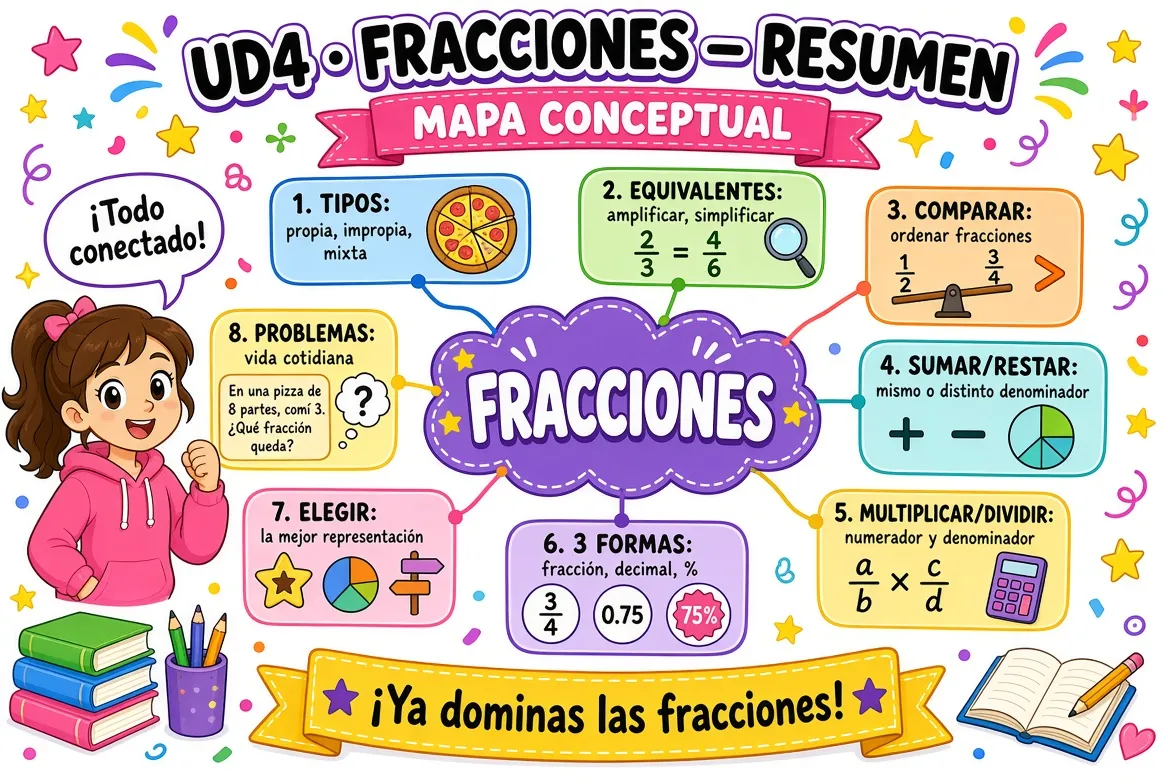 UD4 · FRACCIONES – RESUMEN
MAPA CONCEPTUAL
¡Todo
conectado!
1. TIPOS:
propia, impropia,
mixta
2. EQUIVALENTES:
amplificar, simplificar
2/3 = 4/6
3. COMPARAR:
ordenar fracciones
1/2 3/4 >
4. SUMAR/RESTAR:
mismo o distinto denominador
+ −
5. MULTIPLICAR/DIVIDIR:
numerador y denominador
a/b × c/d
6. 3 FORMAS:
fracción, decimal, %
3/4 0.75 75%
7. ELEGIR:
la mejor representación
8. PROBLEMAS:
vida cotidiana
En una pizza de
8 partes, comí 3.
¿Qué fracción
queda?
?
FRACCIONES
¡Ya dominas las fracciones!